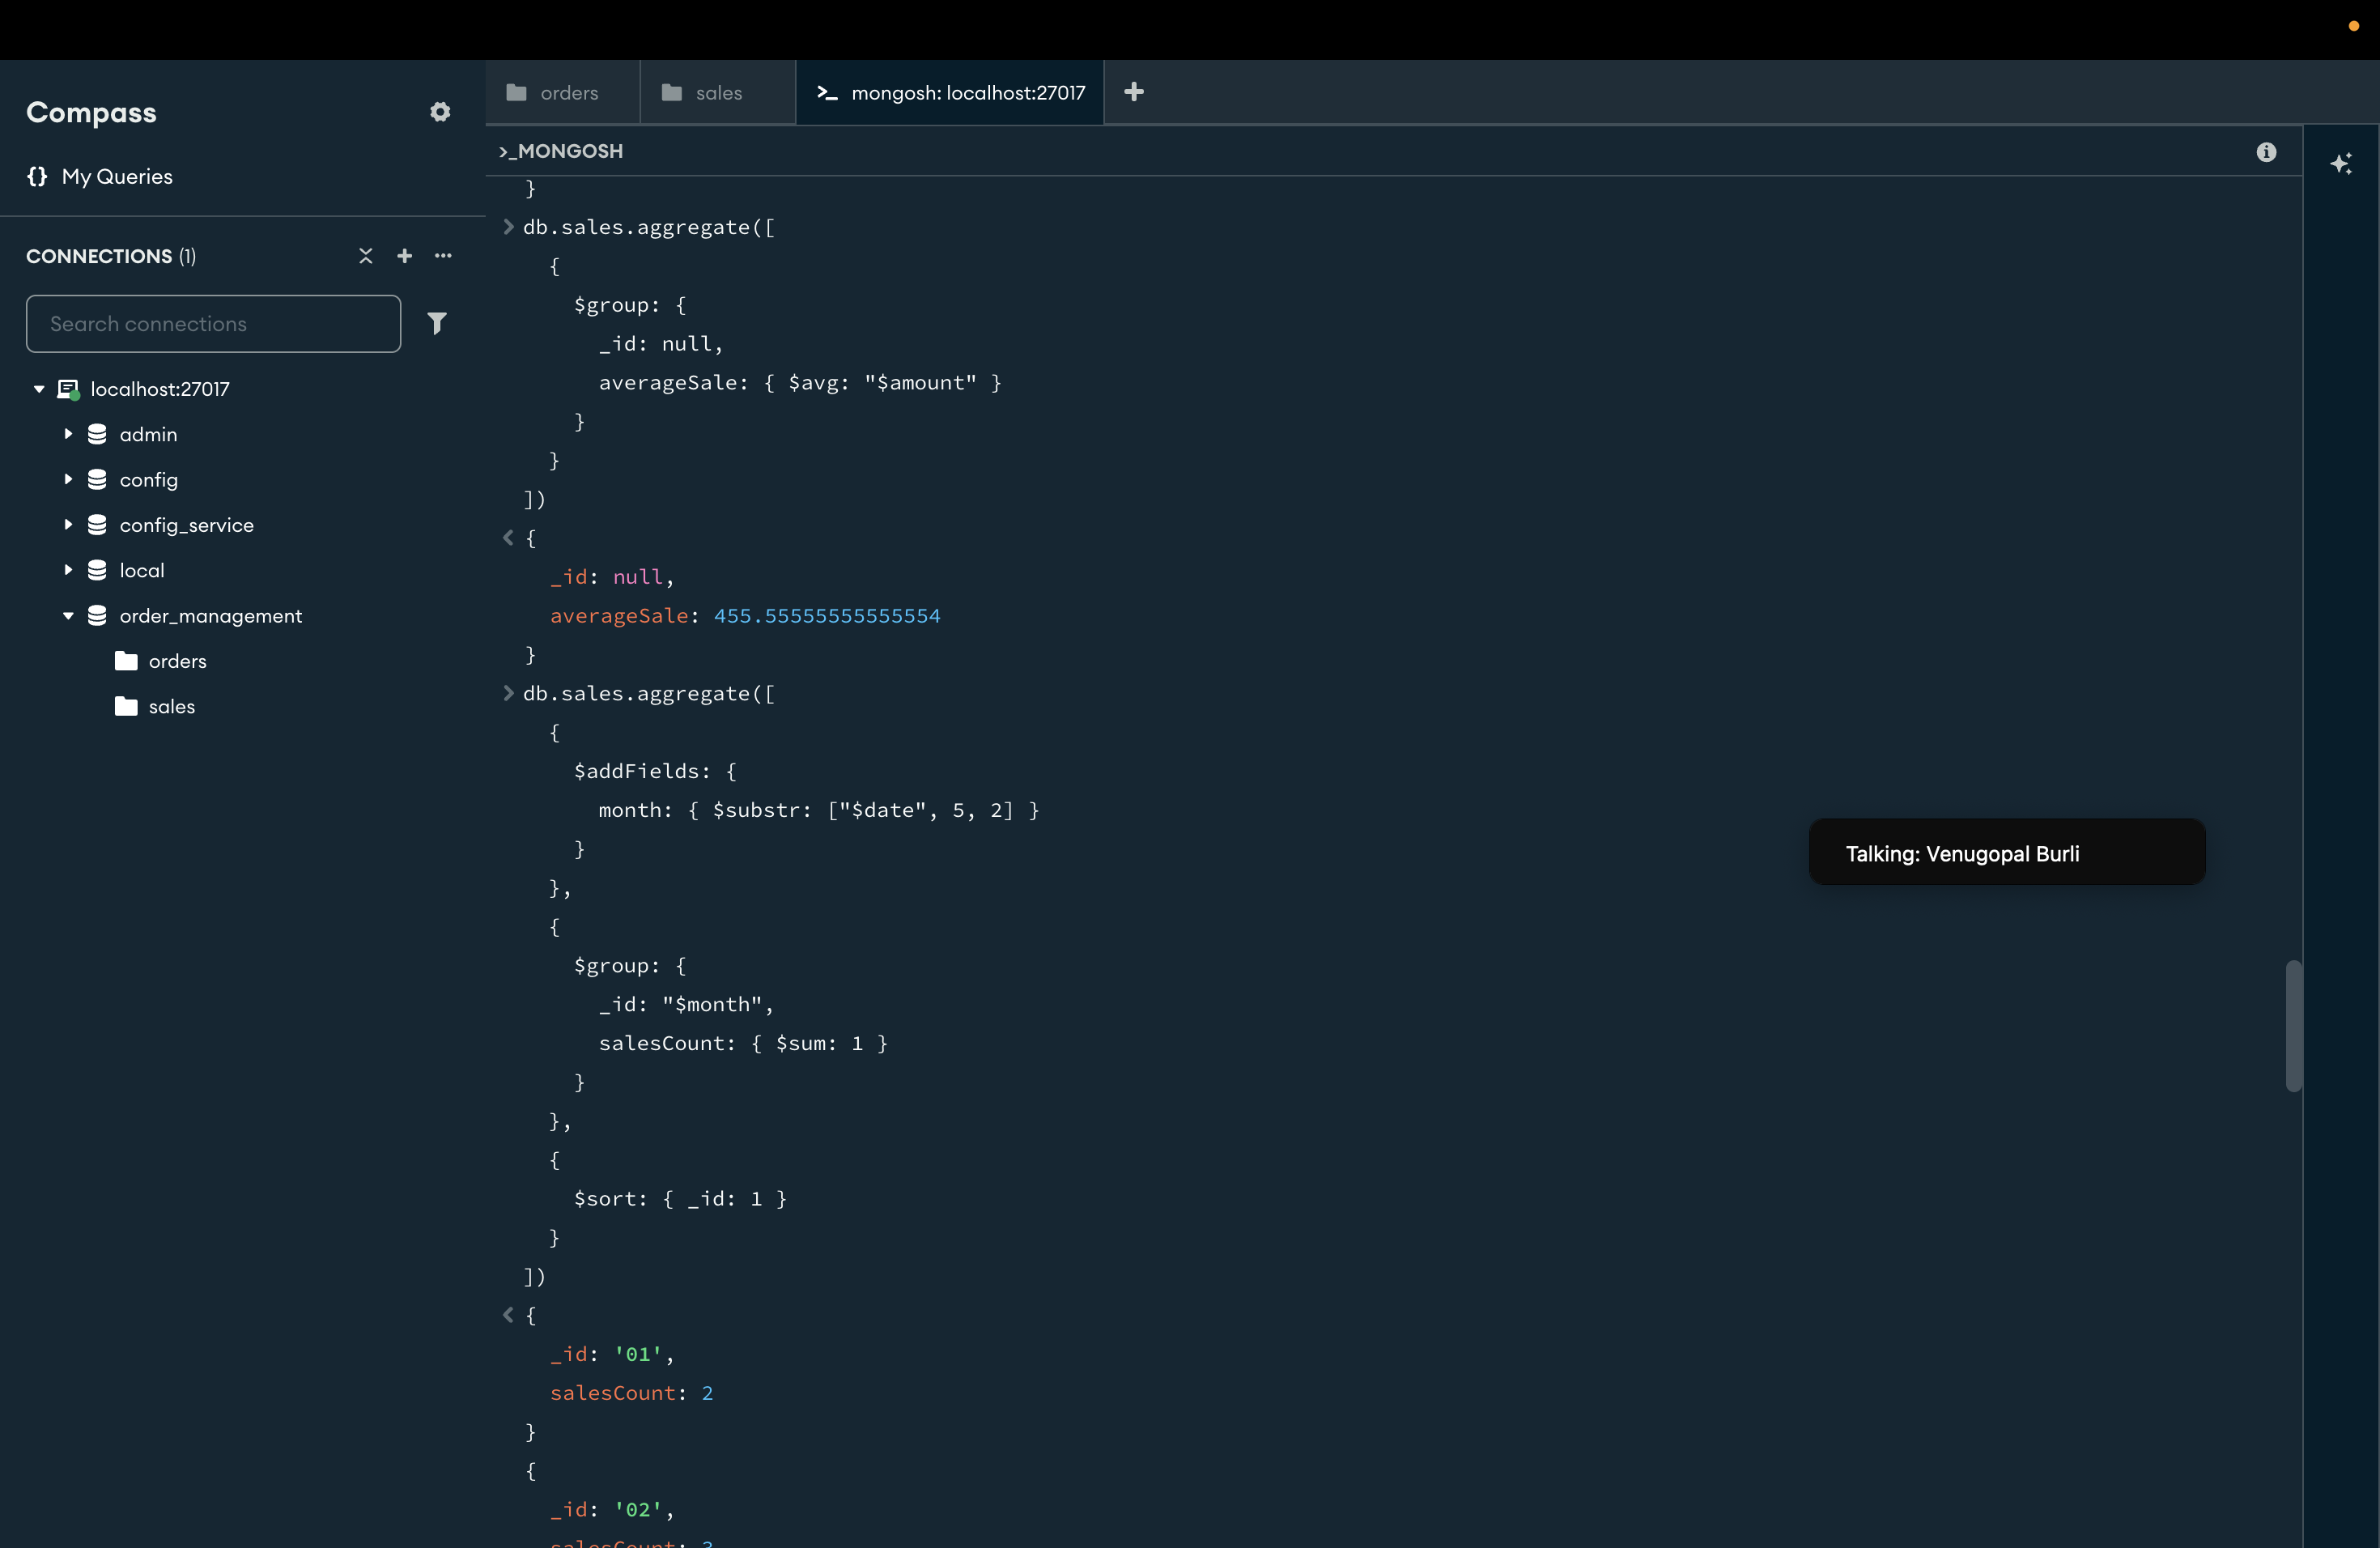 Compass
My Queries
CONNECTIONS (1)
Search connections
localhost:27017
admin
config
config_service
local
order_management
orders
sales
orders
sales
>_ mongosh: localhost:27017
>_MONGOSH
}
> db.sales.aggregate([
{
$group: {
_id: null,
averageSale: { $avg: "$amount" }
}
}
])
< {
_id: null,
averageSale: 455.55555555555554
}
> db.sales.aggregate([
{
$addFields: {
month: { $substr: ["$date", 5, 2] }
}
},
{
$group: {
_id: "$month",
salesCount: { $sum: 1 }
}
},
{
$sort: { _id: 1 }
}
])
< {
_id: '01',
salesCount: 2
}
{
_id: '02',
salesCount: 3
Talking: Venugopal Burli